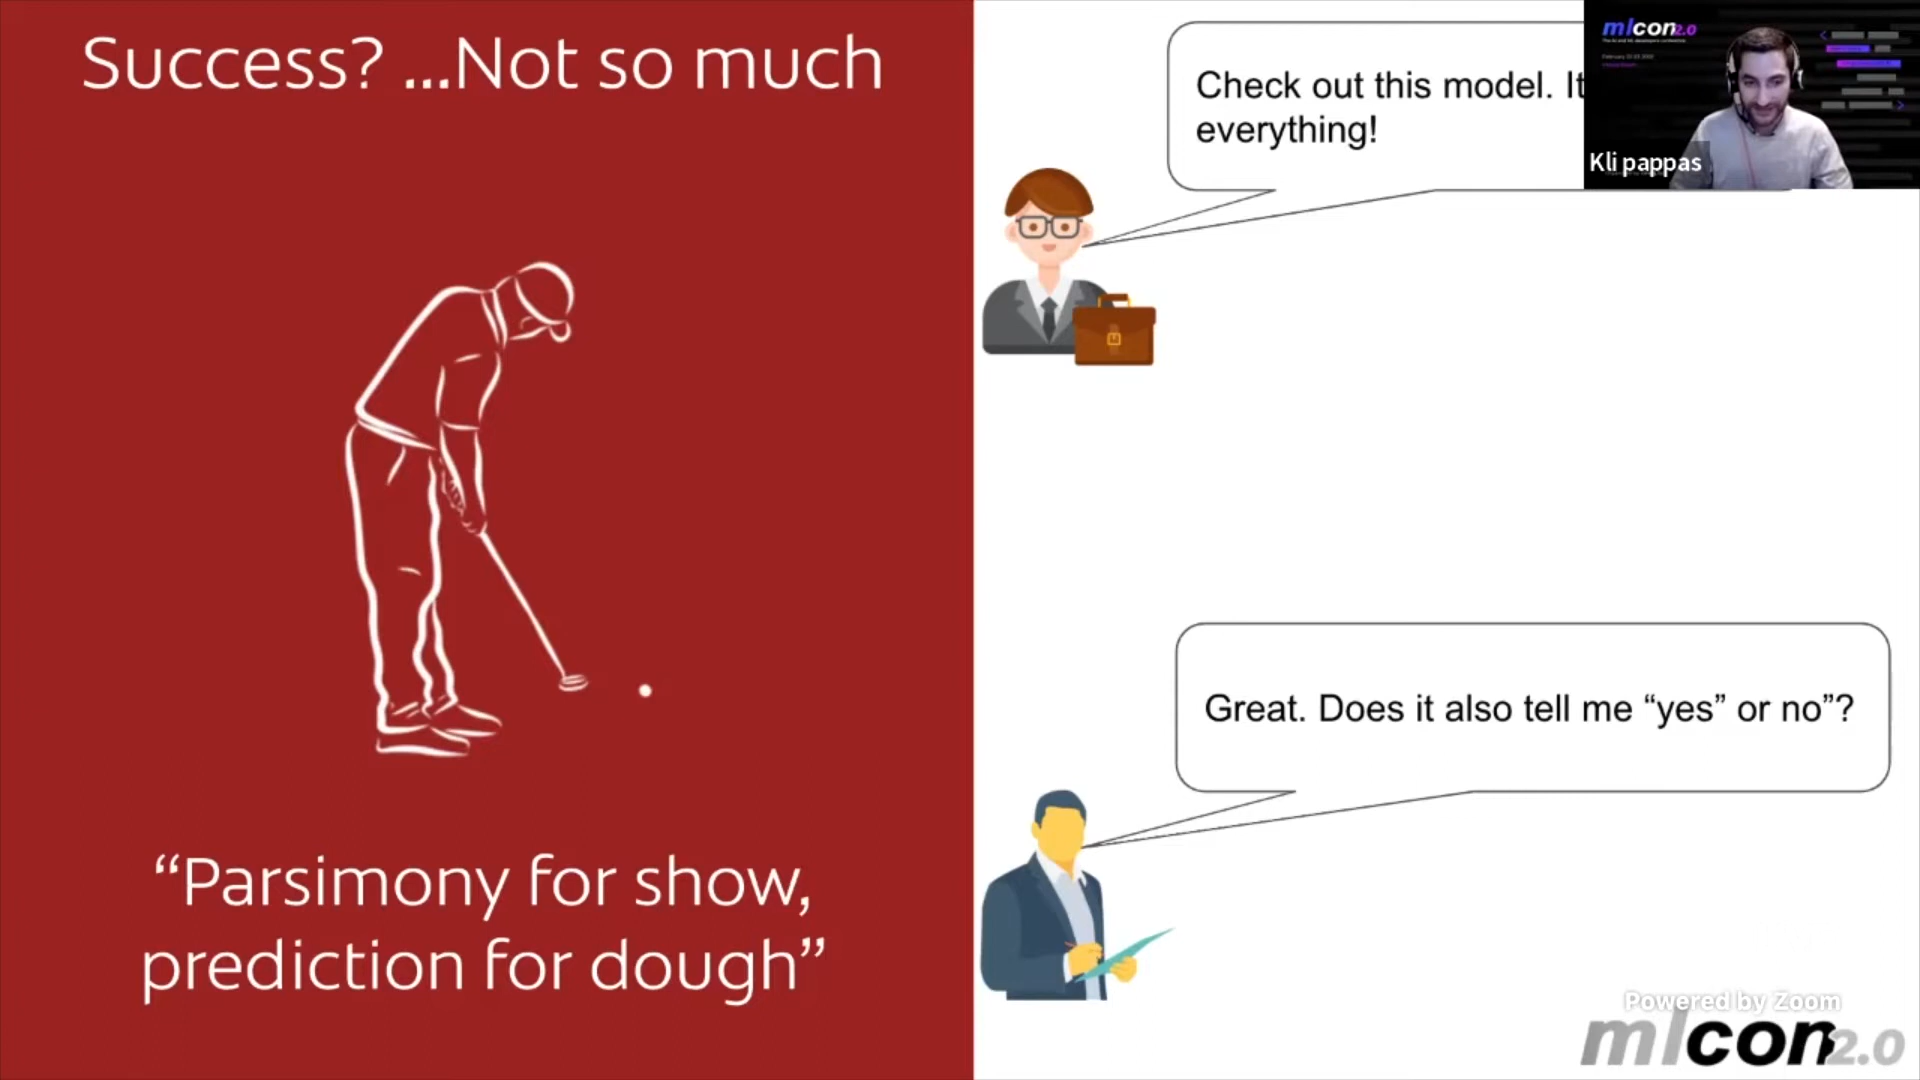 Success? ...Not so much
“Parsimony for show,
prediction for dough”
Check out this model. It
everything!
Great. Does it also tell me “yes” or no”?
mlcon2.0
Kli pappas
Powered by Zoom
mlcon2.0